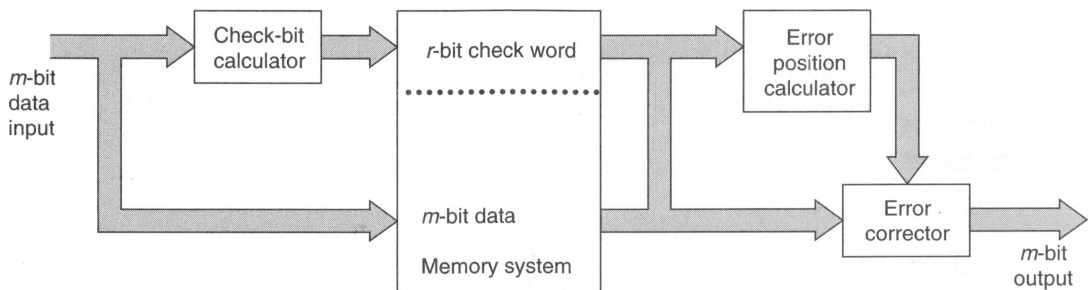 m-bit
data
input
Check-bit
calculator
r-bit check word
m-bit data
Memory system
Error
position
calculator
Error
corrector
m-bit
output